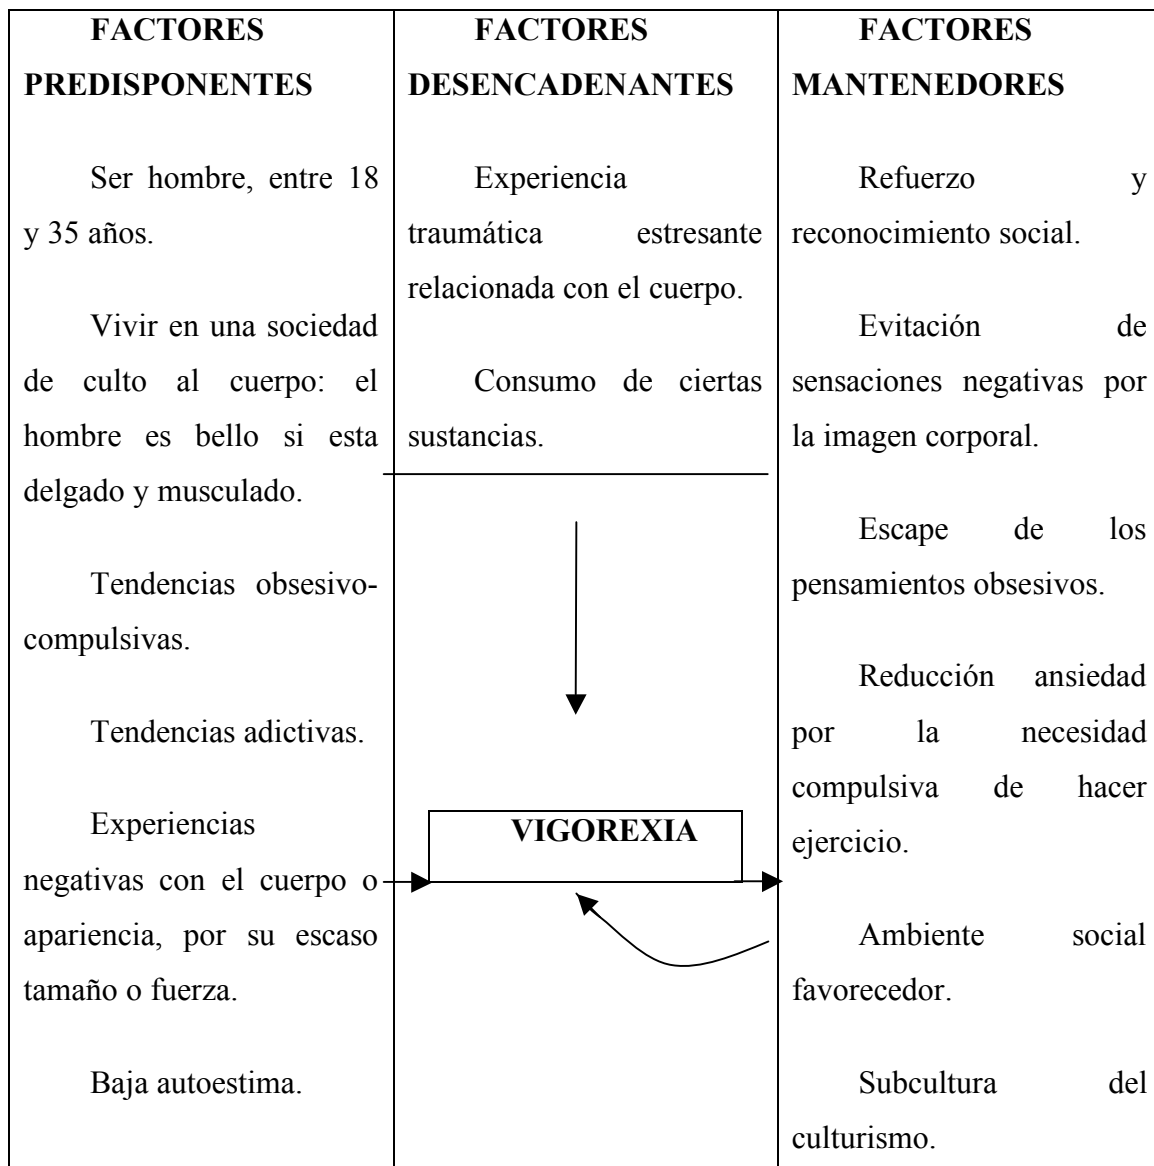 FACTORES
PREDISPONENTES
Ser hombre, entre 18
y 35 años.
Vivir en una sociedad
de culto al cuerpo: el
hombre es bello si esta
delgado y musculado.
Tendencias obsesivo-
compulsivas.
Tendencias adictivas.
Experiencias
negativas con el cuerpo o
apariencia, por su escaso
tamaño o fuerza.
Baja autoestima.
FACTORES
DESENCADENANTES
Experiencia
traumática estresante
relacionada con el cuerpo.
Consumo de ciertas
sustancias.
VIGOREXIA
FACTORES
MANTENEDORES
Refuerzo y
reconocimiento social.
Evitación de
sensaciones negativas por
la imagen corporal.
Escape de los
pensamientos obsesivos.
Reducción ansiedad
por la necesidad
compulsiva de hacer
ejercicio.
Ambiente social
favorecedor.
Subcultura del
culturismo.